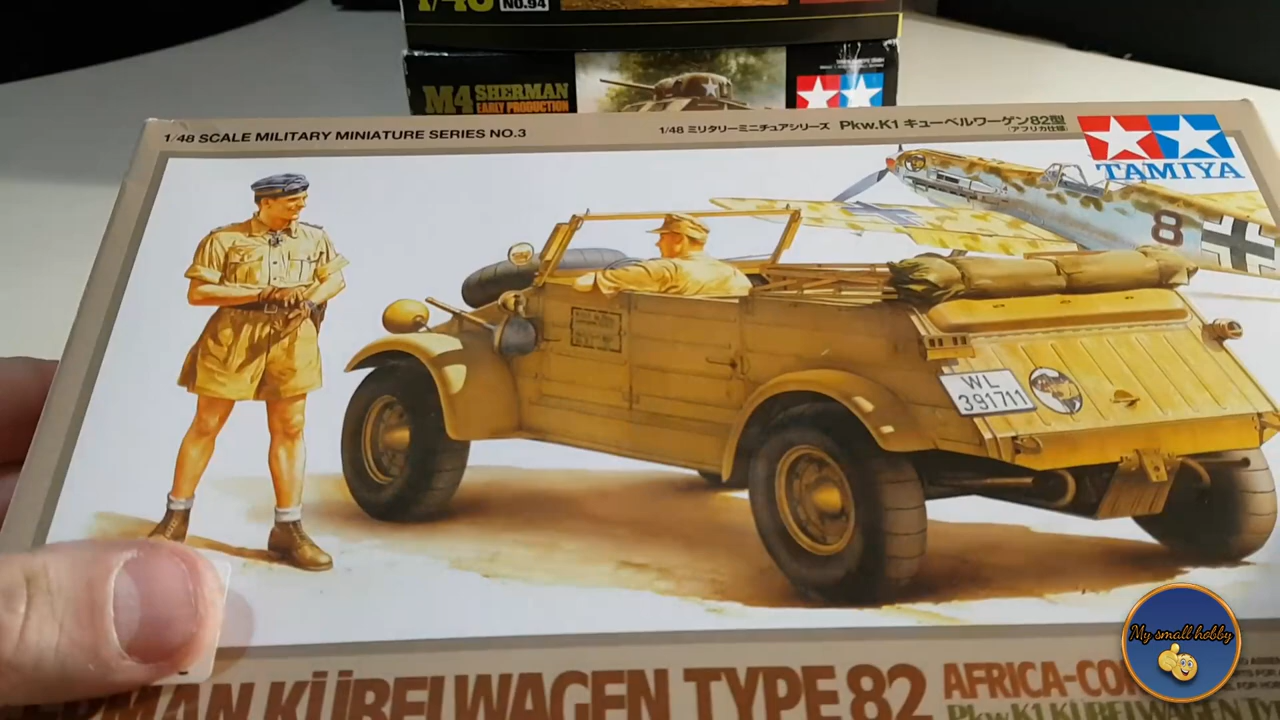 1/48
NO.94
M4 SHERMAN
EARLY PRODUCTION
1/48 SCALE MILITARY MINIATURE SERIES NO.3
1/48 ミリタリーミニチュアシリーズ Pkw.K1 キューベルワーゲン82型
(アフリカ仕様)
TAMIYA
8
WL
391711
My small hobby
RMAN KÜBELWAGEN TYPE 82
AFRICA-CO
Pkw.K1 KÜBELWAGEN TY